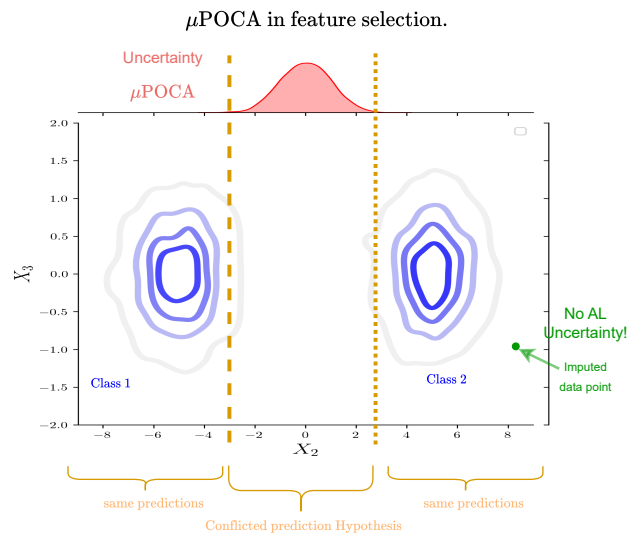 μPOCA in feature selection.
Uncertainty
μPOCA
2.0
1.5
1.0
0.5
0.0
−0.5
−1.0
−1.5
−2.0
X₃
Class 1
Class 2
No AL
Uncertainty!
Imputed
data point
−8 −6 −4 −2 0 2 4 6 8
X₂
same predictions
same predictions
Conflicted prediction Hypothesis